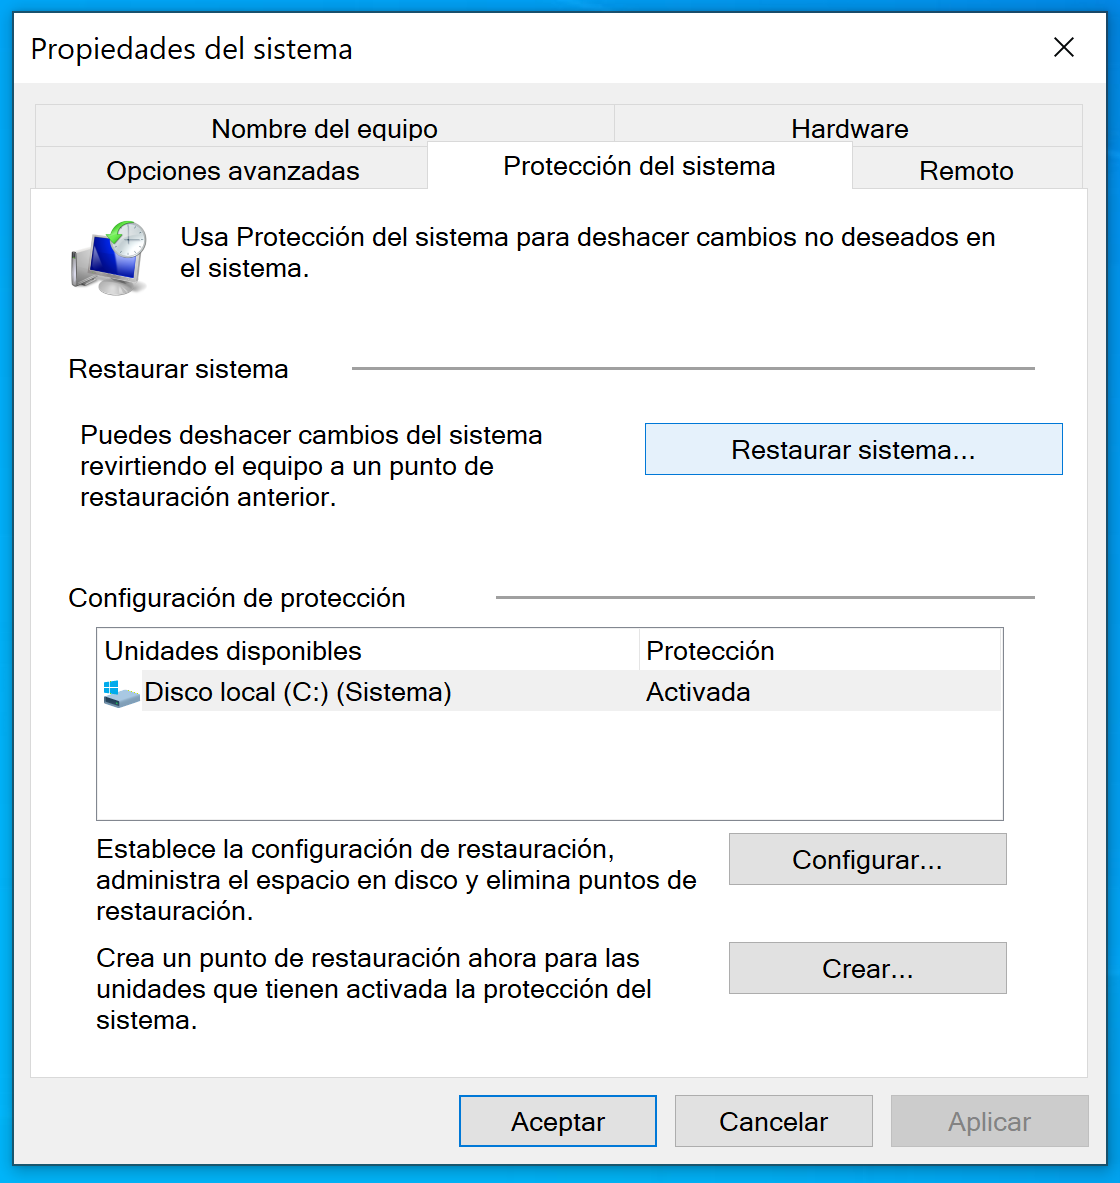 Propiedades del sistema
Nombre del equipo
Hardware
Opciones avanzadas
Protección del sistema
Remoto
Usa Protección del sistema para deshacer cambios no deseados en
el sistema.
Restaurar sistema
Puedes deshacer cambios del sistema
revirtiendo el equipo a un punto de
restauración anterior.
Restaurar sistema...
Configuración de protección
Unidades disponibles
Protección
Disco local (C:) (Sistema)
Activada
Establece la configuración de restauración,
administra el espacio en disco y elimina puntos de
restauración.
Configurar...
Crea un punto de restauración ahora para las
unidades que tienen activada la protección del
sistema.
Crear...
Aceptar
Cancelar
Aplicar